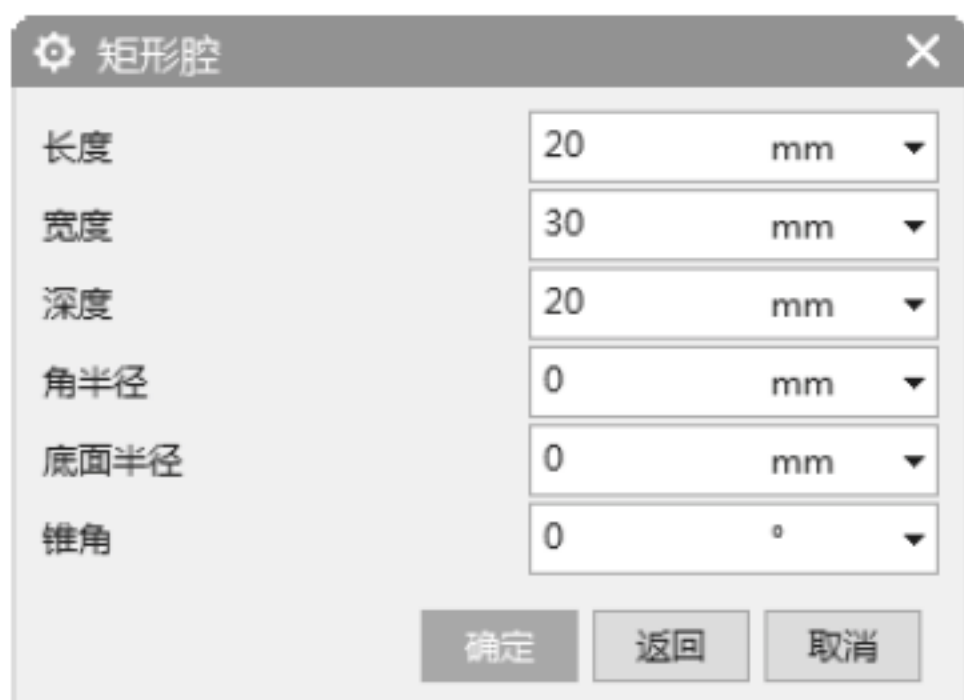 矩形腔
长度 20 mm
宽度 30 mm
深度 20 mm
角半径 0 mm
底面半径 0 mm
锥角 0 °
确定 返回 取消